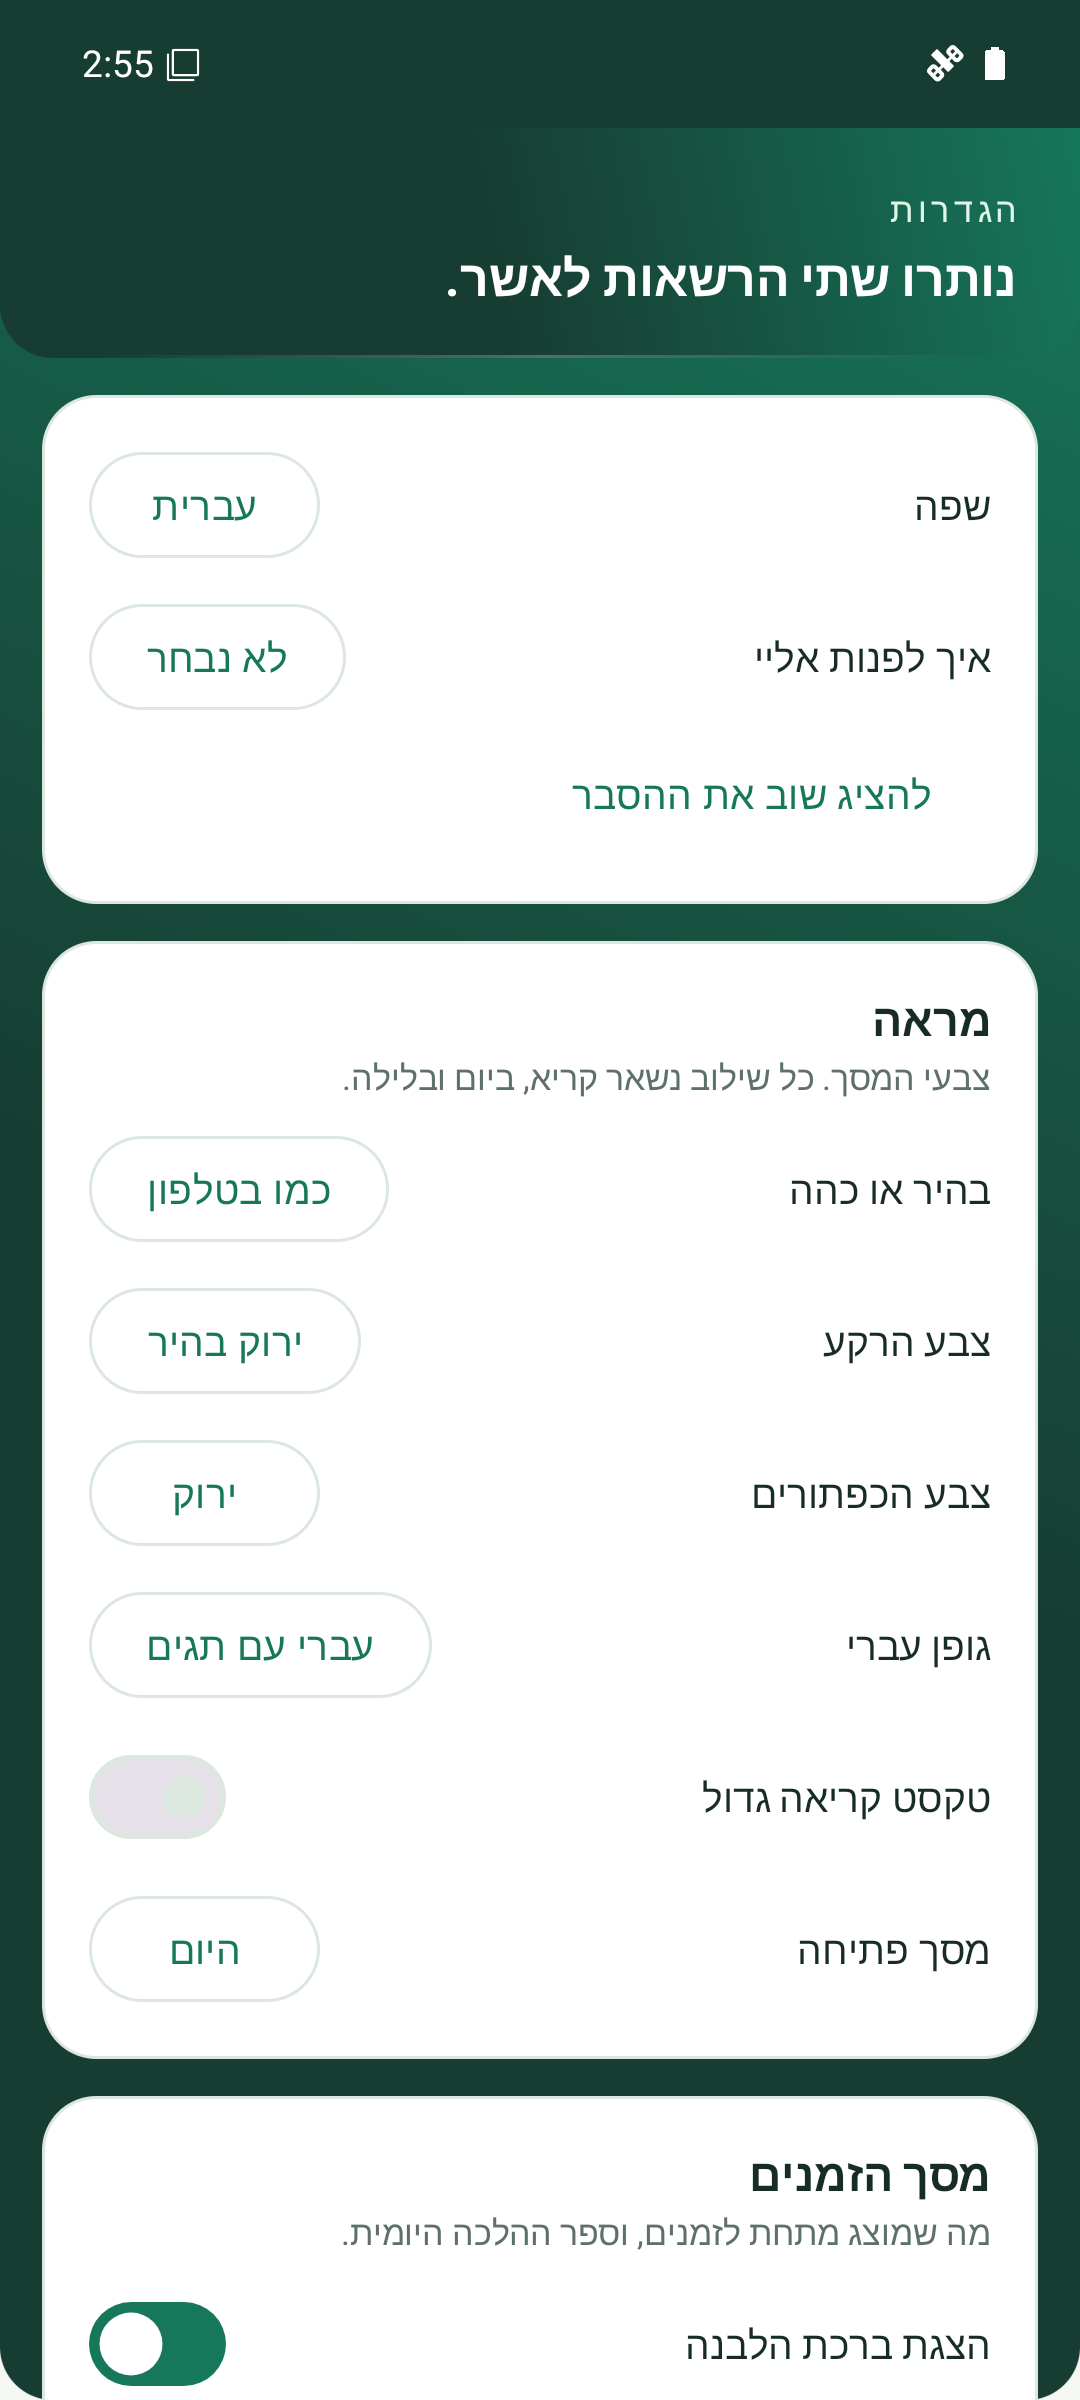 2:55
הגדרות
נותרו שתי הרשאות לאשר.
שפה
עברית
איך לפנות אליי
לא נבחר
להציג שוב את ההסבר
מראה
צבעי המסך. כל שילוב נשאר קריא, ביום ובלילה.
בהיר או כהה
כמו בטלפון
צבע הרקע
ירוק בהיר
צבע הכפתורים
ירוק
גופן עברי
עברי עם תגים
טקסט קריאה גדול
מסך פתיחה
היום
מסך הזמנים
מה שמוצג מתחת לזמנים, וספר ההלכה היומית.
הצגת ברכת הלבנה